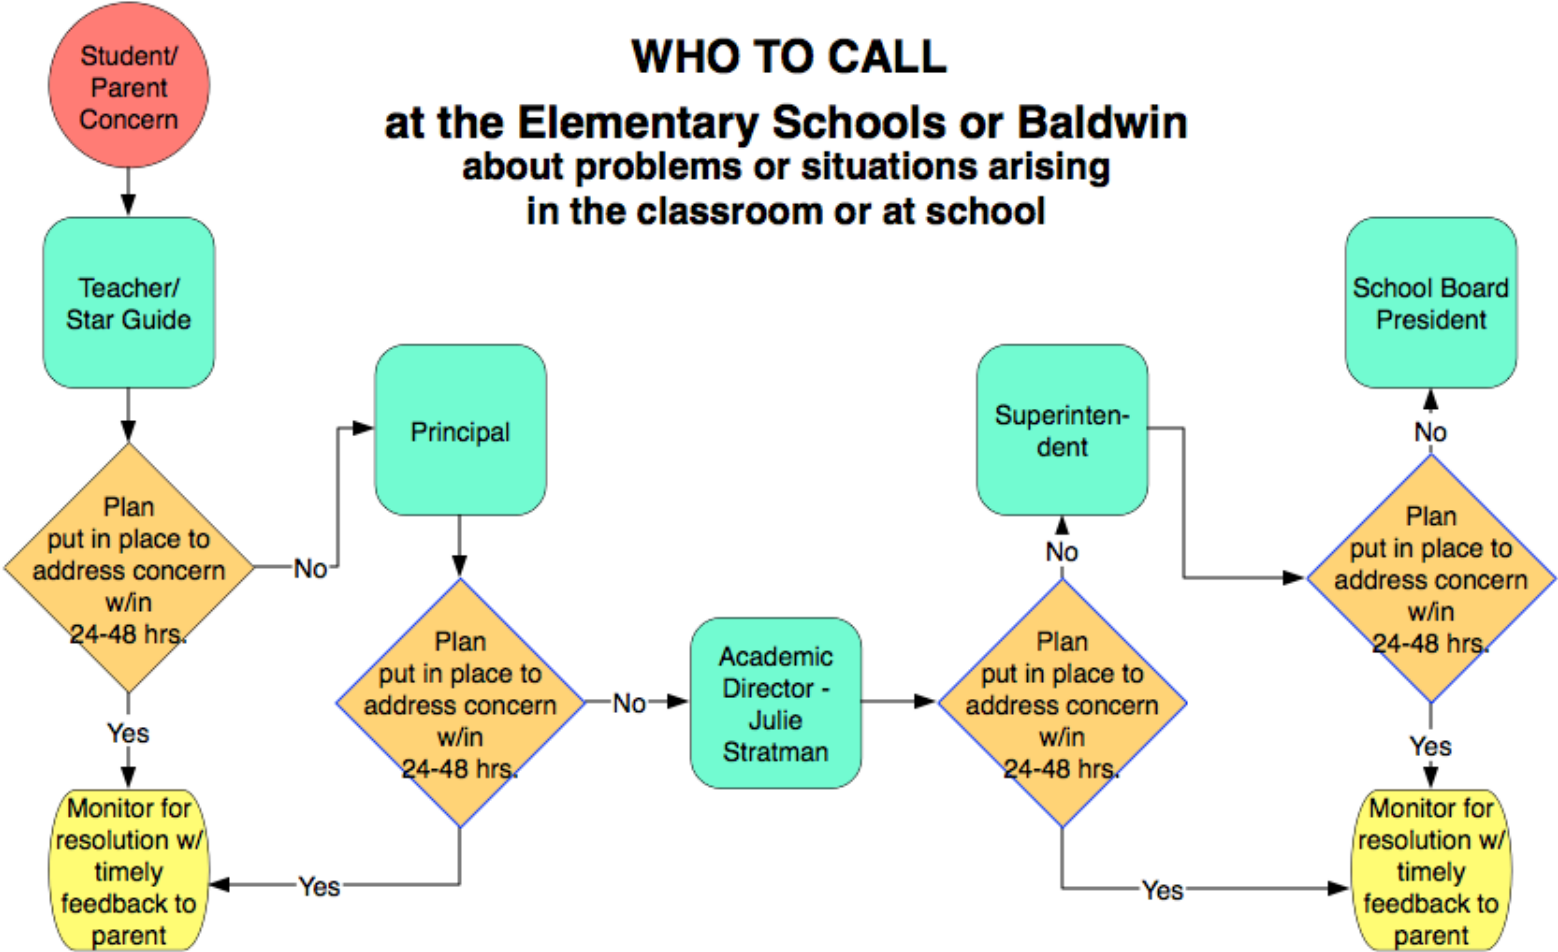 WHO TO CALL
at the Elementary Schools or Baldwin
about problems or situations arising
in the classroom or at school
Student/
Parent
Concern
Teacher/
Star Guide
Plan
put in place to
address concern
w/in
24-48 hrs.
No
Yes
Monitor for
resolution w/
timely
feedback to
parent
Principal
Plan
put in place to
address concern
w/in
24-48 hrs.
No
Yes
Academic
Director -
Julie
Stratman
Plan
put in place to
address concern
w/in
24-48 hrs.
No
Yes
Superinten-
dent
Plan
put in place to
address concern
w/in
24-48 hrs.
No
Yes
School Board
President
Monitor for
resolution w/
timely
feedback to
parent